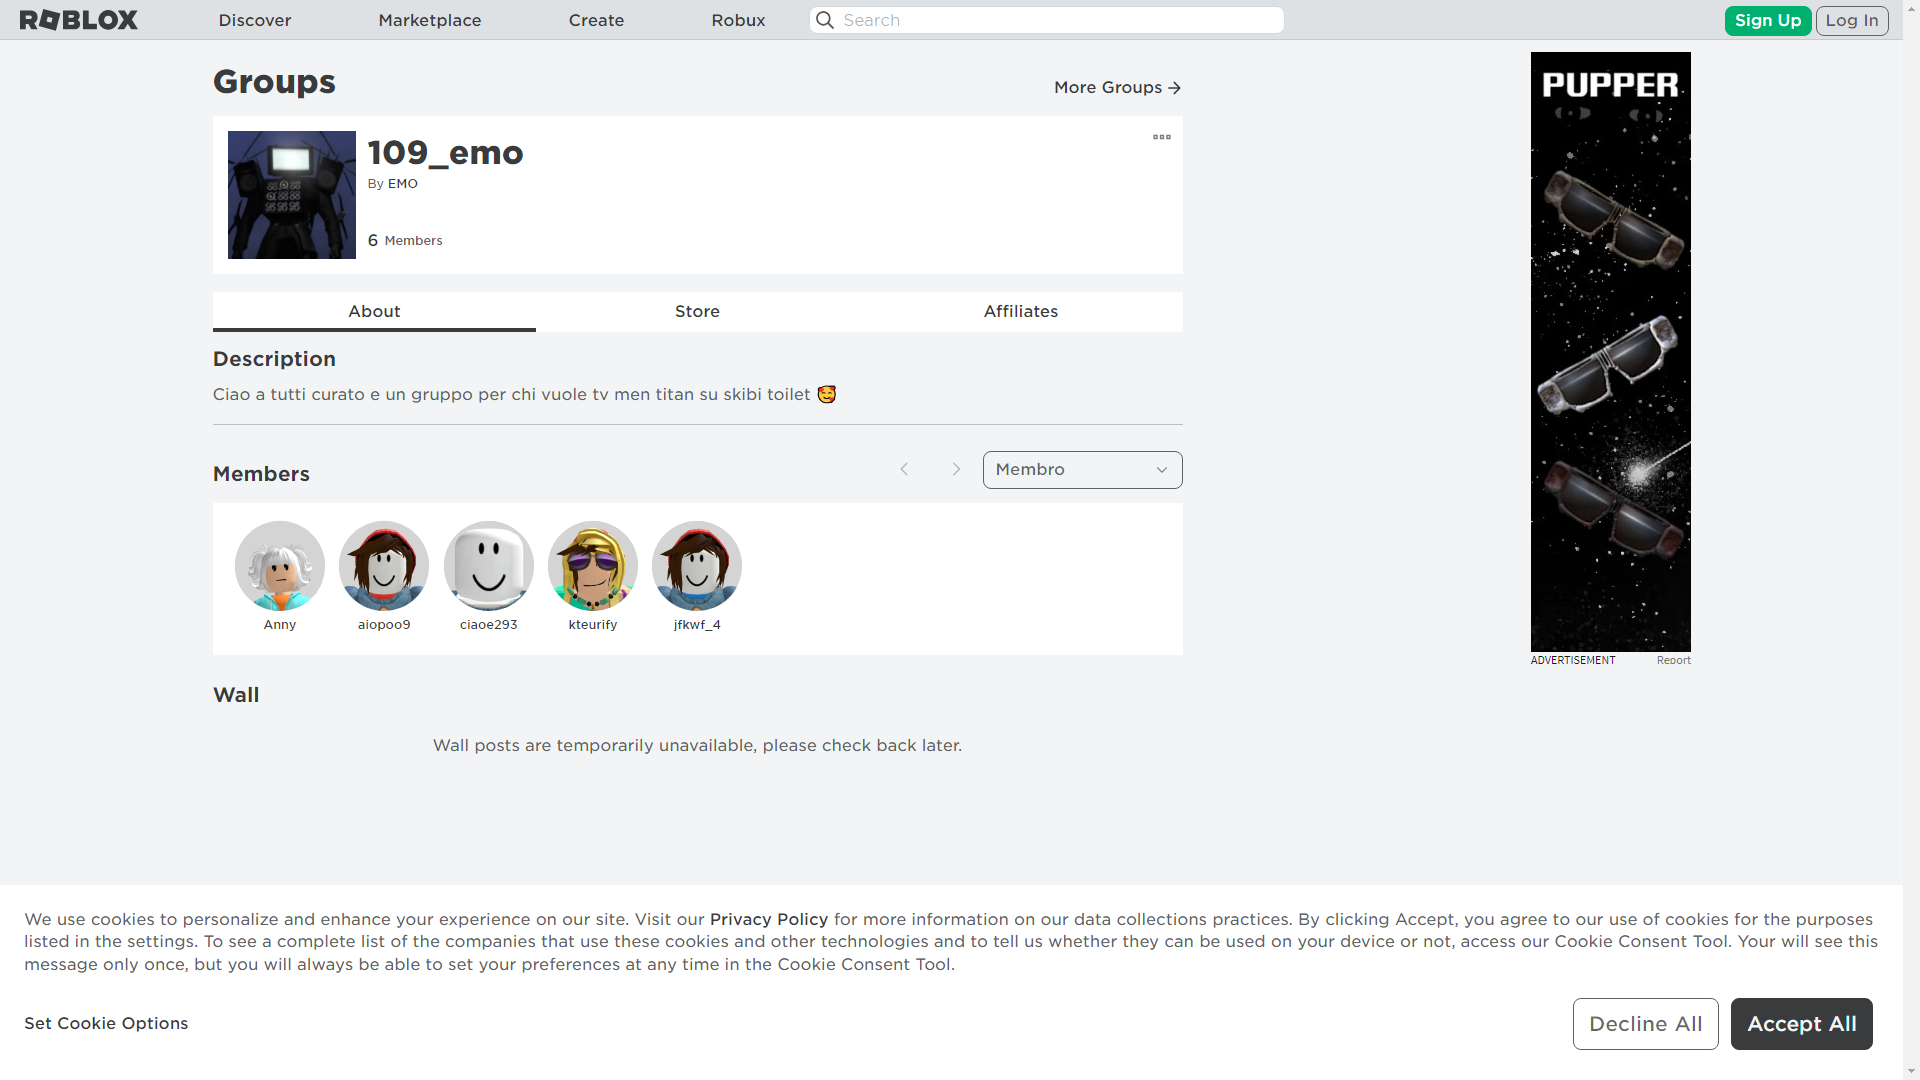 ROBLOX
Discover
Marketplace
Create
Robux
Search
Sign Up
Log In
Groups
More Groups
109_emo
By EMO
6 Members
About
Store
Affiliates
Description
Ciao a tutti curato e un gruppo per chi vuole tv men titan su skibi toilet 🥰
Members
Membro
Anny
aiopoo9
ciaoe293
kteurify
jfkwf_4
Wall
Wall posts are temporarily unavailable, please check back later.
PUPPER
ADVERTISEMENT
Report
We use cookies to personalize and enhance your experience on our site. Visit our Privacy Policy for more information on our data collections practices. By clicking Accept, you agree to our use of cookies for the purposes
listed in the settings. To see a complete list of the companies that use these cookies and other technologies and to tell us whether they can be used on your device or not, access our Cookie Consent Tool. Your will see this
message only once, but you will always be able to set your preferences at any time in the Cookie Consent Tool.
Set Cookie Options
Decline All
Accept All